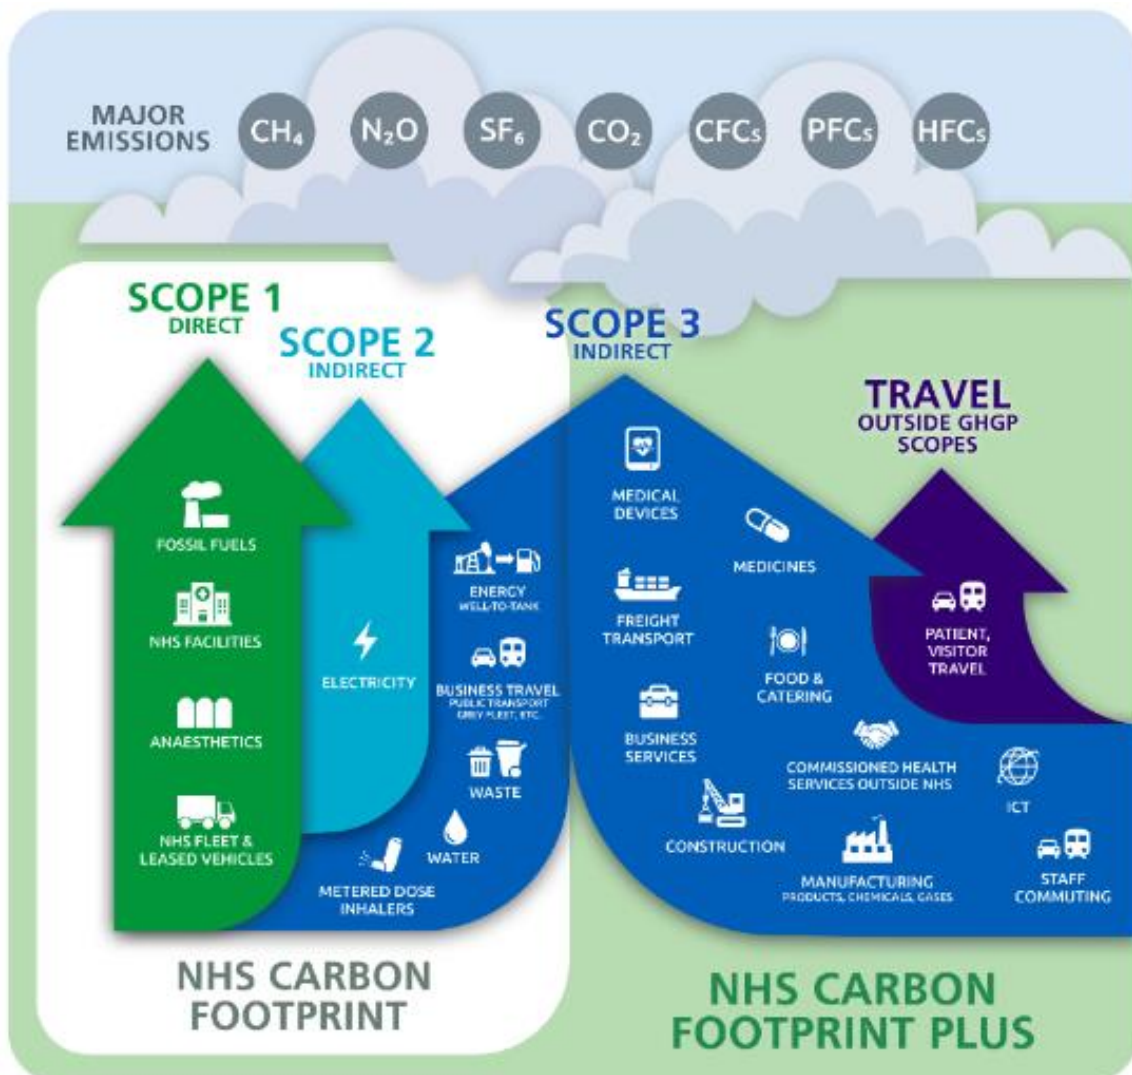 MAJOR
EMISSIONS
CH₄
N₂O
SF₆
CO₂
CFCs
PFCs
HFCs
SCOPE 1
DIRECT
SCOPE 2
INDIRECT
SCOPE 3
INDIRECT
TRAVEL
OUTSIDE GHGP
SCOPES
FOSSIL FUELS
NHS FACILITIES
ANAESTHETICS
NHS FLEET &
LEASED VEHICLES
ELECTRICITY
ENERGY
WELL-TO-TANK
BUSINESS TRAVEL
PUBLIC TRANSPORT
GREY FLEET, ETC.
WASTE
WATER
METERED DOSE
INHALERS
MEDICAL
DEVICES
MEDICINES
FREIGHT
TRANSPORT
FOOD &
CATERING
BUSINESS
SERVICES
COMMISSIONED HEALTH
SERVICES OUTSIDE NHS
ICT
CONSTRUCTION
MANUFACTURING
PRODUCTS, CHEMICALS, GASES
STAFF
COMMUTING
PATIENT,
VISITOR
TRAVEL
NHS CARBON
FOOTPRINT
NHS CARBON
FOOTPRINT PLUS